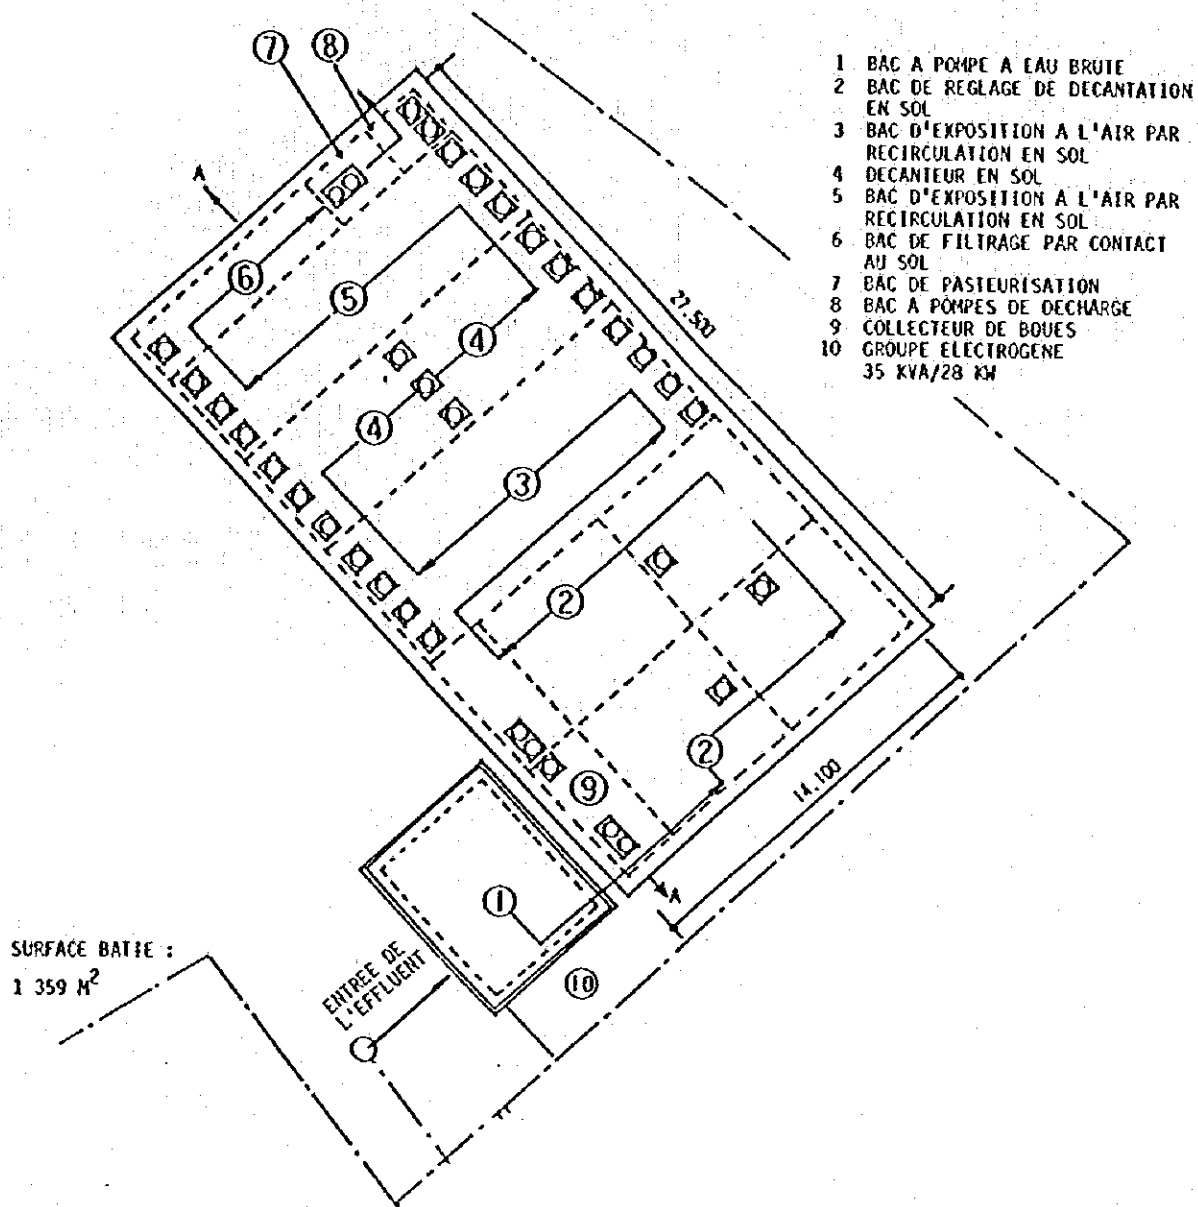 1 BAC A POMPE A EAU BRUTE
2 BAC DE REGLAGE DE DECANTATION
EN SOL
3 BAC D'EXPOSITION A L'AIR PAR
RECIRCULATION EN SOL
4 DECANTEUR EN SOL
5 BAC D'EXPOSITION A L'AIR PAR
RECIRCULATION EN SOL
6 BAC DE FILTRAGE PAR CONTACT
AU SOL
7 BAC DE PASTEURISATION
8 BAC A POMPES DE DECHARGE
9 COLLECTEUR DE BOUES
10 GROUPE ELECTROGENE
35 KVA/28 KW
7
8
A
6
5
4
4
3
27.500
2
2
14,100
9
A
1
10
ENTREE DE
L'EFFLUENT
SURFACE BATIE :
1 359 M²